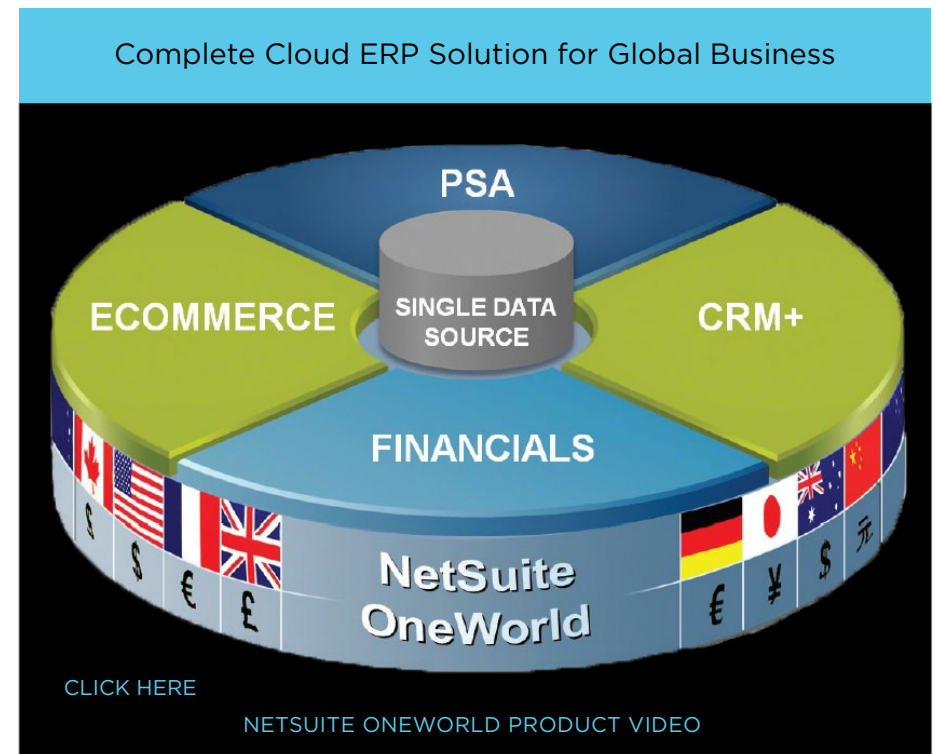 Complete Cloud ERP Solution for Global Business
PSA
ECOMMERCE
SINGLE DATA
SOURCE
CRM+
FINANCIALS
$ $ € £
NetSuite
OneWorld
€ ¥ $ 元
CLICK HERE
NETSUITE ONEWORLD PRODUCT VIDEO